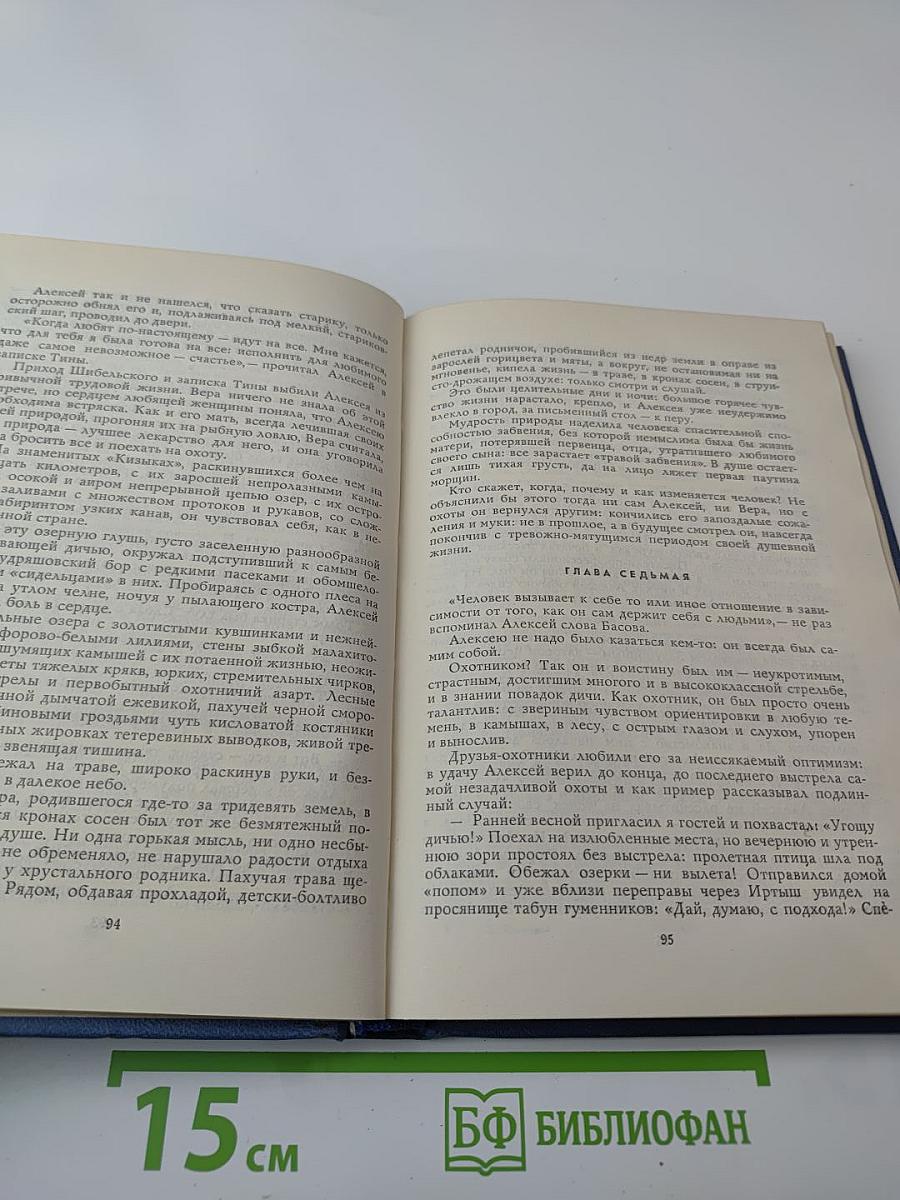 Алексей так и не нашелся, что сказать старику, только
осторожно обнял его и, подлаживаясь под мелкий, стариков-
ский шаг, проводил до двери.
«Когда любят по-настоящему — идут на все. Мне кажется,
что для тебя я была готова на все: исполнить для любимого
даже самое невозможное — счастье»,— прочитал Алексей в
записке Тины.
Приход Шибельского и записка Тины выбили Алексея из
привычной трудовой жизни. Вера ничего не знала об этой
встрече, но сердцем любящей женщины поняла, что Алексею
необходима встряска. Как и его мать, всегда лечившая своих
ей природой, прогоняя их на рыбную ловлю, Вера считала,
природа — лучшее лекарство для него, и она уговорила
а бросить все и поехать на охоту.
На знаменитых «Кизыках», раскинувшихся более чем на
цать километров, с их заросшей непролазными камы-
осокой и аиром непрерывной цепью озер, с их остро-
заливами с множеством протоков и рукавов, со слож-
абиринтом узких канав, он чувствовал себя, как в не-
нной стране.
эту озерную глушь, густо заселенную разнообразной
вающей дичью, окружал подступивший к самым бе-
удряшовский бор с редкими пасеками и обомшело-
и «сидельцами» в них. Пробираясь с одного плеса на
а утлом челне, ночуя у пылающего костра, Алексей
боль в сердце.
льные озера с золотистыми кувшинками и нежней-
форово-белыми лилиями, стены зыбкой малахито-
шумящих камышей с их потаенной жизнью, неожи-
еты тяжелых крякв, юрких, стремительных чирков,
релы и первобытный охотничий азарт. Лесные
нной дымчатой ежевикой, пахучей черной сморо-
биновыми гроздьями чуть кисловатой костяники
ных жировках тетеревиных выводков, живой тре-
звенящая тишина.
ежал на траве, широко раскинув руки, и без-
в далекое небо.
ра, родившегося где-то за тридевять земель, в
ся кронах сосен был тот же безмятежный по-
душе. Ни одна горькая мысль, ни одно несбы-
не обременяло, не нарушало радости отдыха
у хрустального родника. Пахучая трава ще-
Рядом, обдавая прохладой, детски-болтливо
94
лепетал родничок, пробившийся из недр земли в оправе из
зарослей горицвета и мяты, а вокруг, не остановимая ни на
мгновенье, кипела жизнь — в траве, в кронах сосен, в струи-
сто-дрожащем воздухе: только смотри и слушай.
Это были целительные дни и ночи: большое горячее чув-
ство жизни нарастало, крепло, и Алексея уже неудержимо
влекло в город, за письменный стол — к перу.
Мудрость природы наделила человека спасительной спо-
собностью забвения, без которой немыслима была бы жизнь
матери, потерявшей первенца, отца, утратившего любимого
своего сына: все зарастает «травой забвения». В душе остает-
ся лишь тихая грусть, да на лицо ляжет первая паутина
морщин.
Кто скажет, когда, почему и как изменяется человек? Не
объяснили бы этого тогда ни сам Алексей, ни Вера, но с
охоты он вернулся другим: кончились его запоздалые сожа-
ления и муки: не в прошлое, а в будущее смотрел он, навсегда
покончив с тревожно-мятущимся периодом своей душевной
жизни.
ГЛАВА СЕДЬМАЯ
«Человек вызывает к себе то или иное отношение в зави-
симости от того, как он сам держит себя с людьми»,— не раз
вспоминал Алексей слова Басова.
Алексею не надо было казаться кем-то: он всегда был са-
мим собой.
Охотником? Так он и воистину был им — неукротимым,
страстным, достигшим многого и в высококлассной стрельбе,
и в знании повадок дичи. Как охотник, он был просто очень
талантлив: с звериным чувством ориентировки в любую те-
мень, в камышах, в лесу, с острым глазом и слухом, упорен
и вынослив.
Друзья-охотники любили его за неиссякаемый оптимизм:
в удачу Алексей верил до конца, до последнего выстрела са-
мой незадачливой охоты и как пример рассказывал подлин-
ный случай:
— Ранней весной пригласил я гостей и похвастал: «Угощу
дичью!» Поехал на излюбленные места, но вечернюю и утрен-
нюю зори простоял без выстрела: пролетная птица шла под
облаками. Обежал озерки — ни вылета! Отправился домой
«попом» и уже вблизи переправы через Иртыш увидел на
просянище табун гуменников: «Дай, думаю, с подхода!» Спе-
95
15 см
БФ БИБЛИОФАН